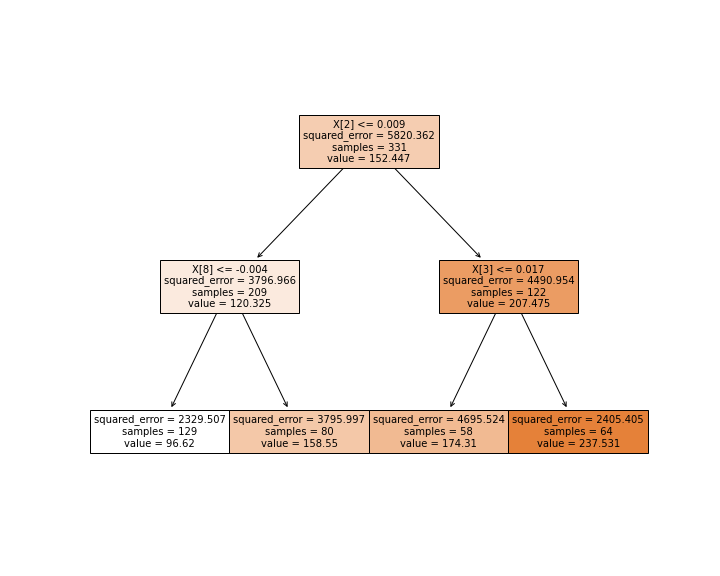 X[2] <= 0.009
squared_error = 5820.362
samples = 331
value = 152.447
X[8] <= -0.004
squared_error = 3796.966
samples = 209
value = 120.325
X[3] <= 0.017
squared_error = 4490.954
samples = 122
value = 207.475
squared_error = 2329.507
samples = 129
value = 96.62
squared_error = 3795.997
samples = 80
value = 158.55
squared_error = 4695.524
samples = 58
value = 174.31
squared_error = 2405.405
samples = 64
value = 237.531